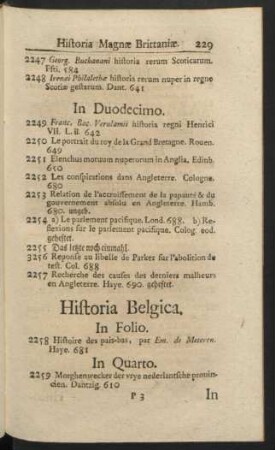 Historia Magnæ Brittaniæ. 229
2247 Georg. Buchanani historia rerum Scoticarum.
Ffti. 584
2248 Irenæi Philalethæ historia rerum nuper in regno
Scotiæ gestarum. Dant. 641
In Duodecimo.
2249 Franc. Bac. Verulamii historia regni Henrici
VII. L.B. 642
2250 Le portrait du roy de la Grand Bretagne. Rouen.
649
2251 Elenchus motuum nuperorum in Anglia. Edinb.
650
2252 Les conspirations dans Angleterre. Cologne.
680
2253 Relation de l'accroissement de la papauté & du
gouvernement absolu en Angleterre. Hamb.
680. ungeb.
2254 a) Le parlement pacifique. Lond. 688. b) Re-
flexions sur le parlement pacifique. Colog eod.
geheftet.
2255 Das letzte noch einmahl.
3256 Reponse au libelle de Parker sur l'abolition de
test. Col. 688
2257 Recherche des causes des derniers malheurs
en Angleterre. Haye. 690. geheftet.
Historia Belgica,
In Folio.
2258 Histoire des pais-bas, par Em. de Meteren.
Haye. 681
In Quarto.
2259 Morghenwecker der vrye nederlantsche provin-
cien. Dantzig. 610
P 3 In